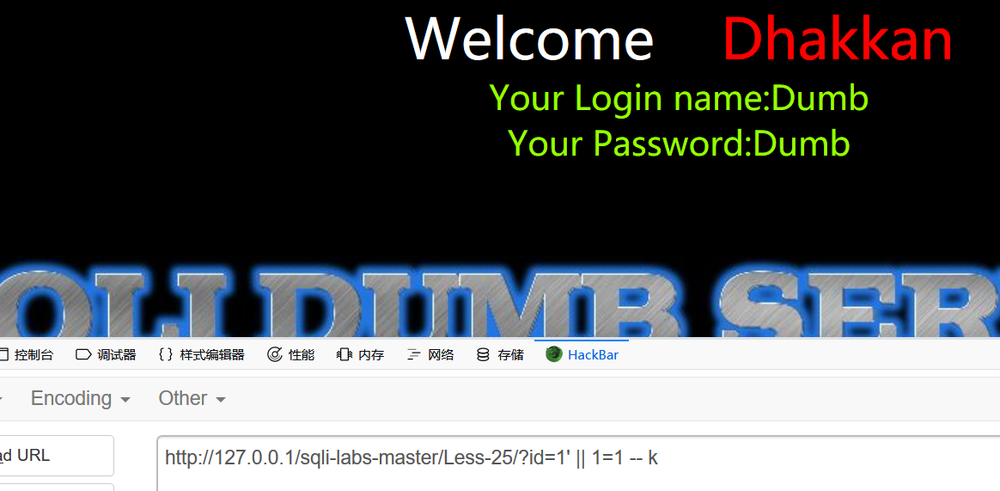 Welcome Dhakkan
Your Login name:Dumb
Your Password:Dumb
QLI DUMB SER
控制台 调试器 {} 样式编辑器 性能 内存 网络 存储 HackBar
Encoding Other
ad URL
http://127.0.0.1/sqli-labs-master/Less-25/?id=1' || 1=1 -- k